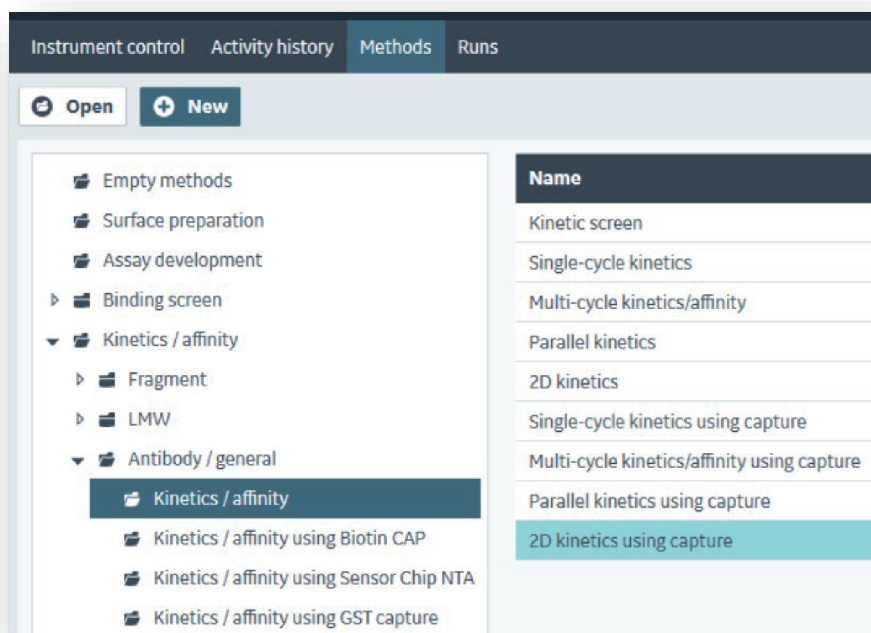 Instrument control Activity history Methods Runs
Open New
Empty methods
Surface preparation
Assay development
Binding screen
Kinetics / affinity
Fragment
LMW
Antibody / general
Kinetics / affinity
Kinetics / affinity using Biotin CAP
Kinetics / affinity using Sensor Chip NTA
Kinetics / affinity using GST capture
Name
Kinetic screen
Single-cycle kinetics
Multi-cycle kinetics/affinity
Parallel kinetics
2D kinetics
Single-cycle kinetics using capture
Multi-cycle kinetics/affinity using capture
Parallel kinetics using capture
2D kinetics using capture